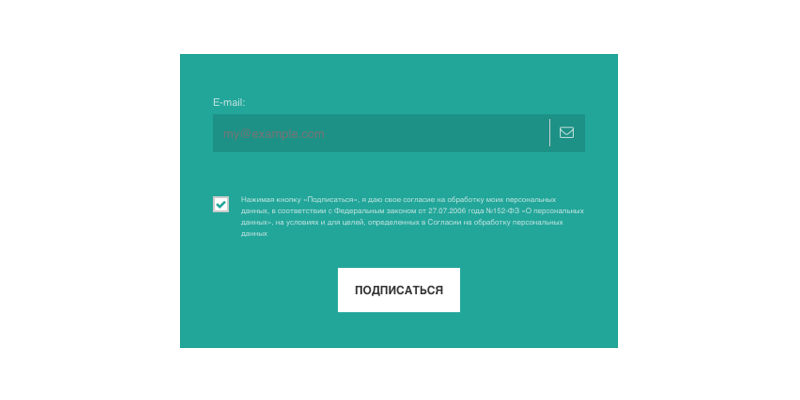 E-mail:
my@example.com
Нажимая кнопку «Подписаться», я даю свое согласие на обработку моих персональных
данных, в соответствии с Федеральным законом от 27.07.2006 года №152-ФЗ «О персональных
данных», на условиях и для целей, определенных в Согласии на обработку персональных
данных
ПОДПИСАТЬСЯ